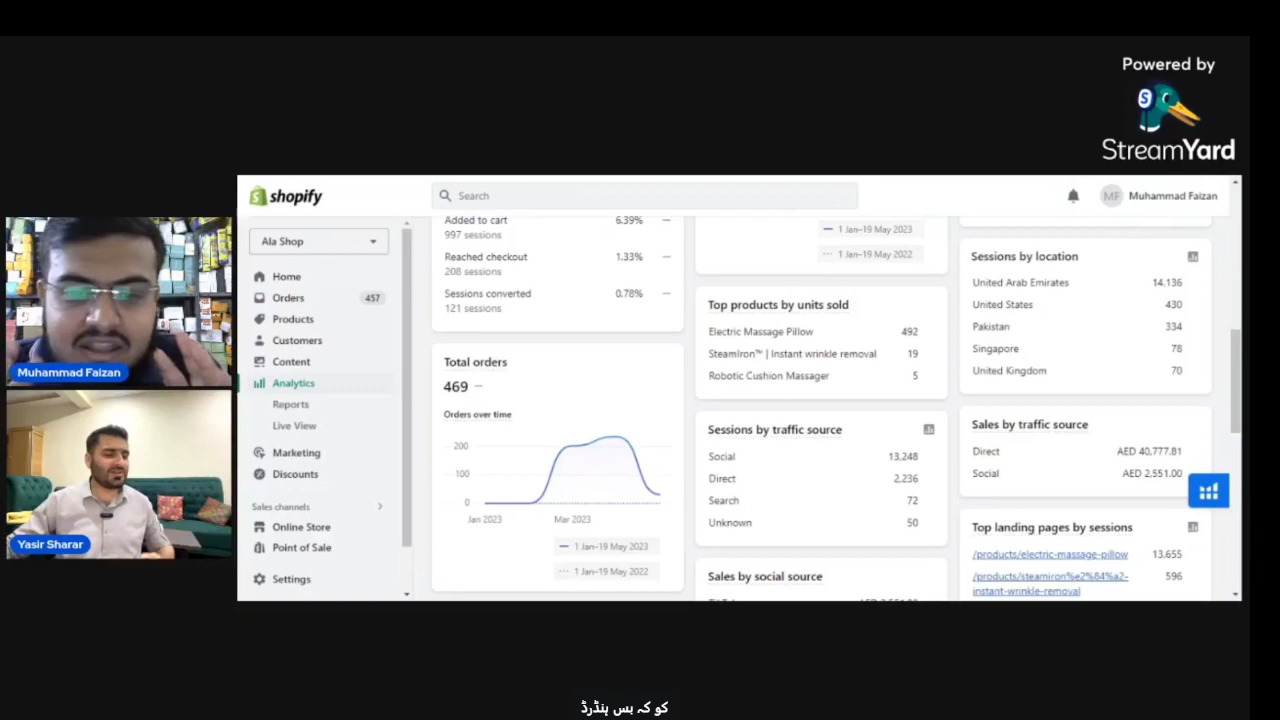 Powered by
StreamYard
shopify
Search
MF
Muhammad Faizan
Ala Shop
Home
Orders
457
Products
Customers
Content
Analytics
Reports
Live View
Marketing
Discounts
Sales channels
Online Store
Point of Sale
Settings
Added to cart
6.39%
997 sessions
Reached checkout
1.33%
208 sessions
Sessions converted
0.78%
121 sessions
Total orders
469
Orders over time
200
100
0
Jan 2023
Mar 2023
1 Jan–19 May 2023
1 Jan–19 May 2022
1 Jan–19 May 2023
1 Jan–19 May 2022
Top products by units sold
Electric Massage Pillow
492
SteamIron™ | Instant wrinkle removal
19
Robotic Cushion Massager
5
Sessions by traffic source
Social
13,248
Direct
2,236
Search
72
Unknown
50
Sales by social source
Sessions by location
United Arab Emirates
14,136
United States
430
Pakistan
334
Singapore
78
United Kingdom
70
Sales by traffic source
Direct
AED 40,777.81
Social
AED 2,551.00
Top landing pages by sessions
/products/electric-massage-pillow
13,655
/products/steamiron%e2%84%a2-
instant-wrinkle-removal
596
Muhammad Faizan
Yasir Sharar
کو کہ بس ہنڈرڈ